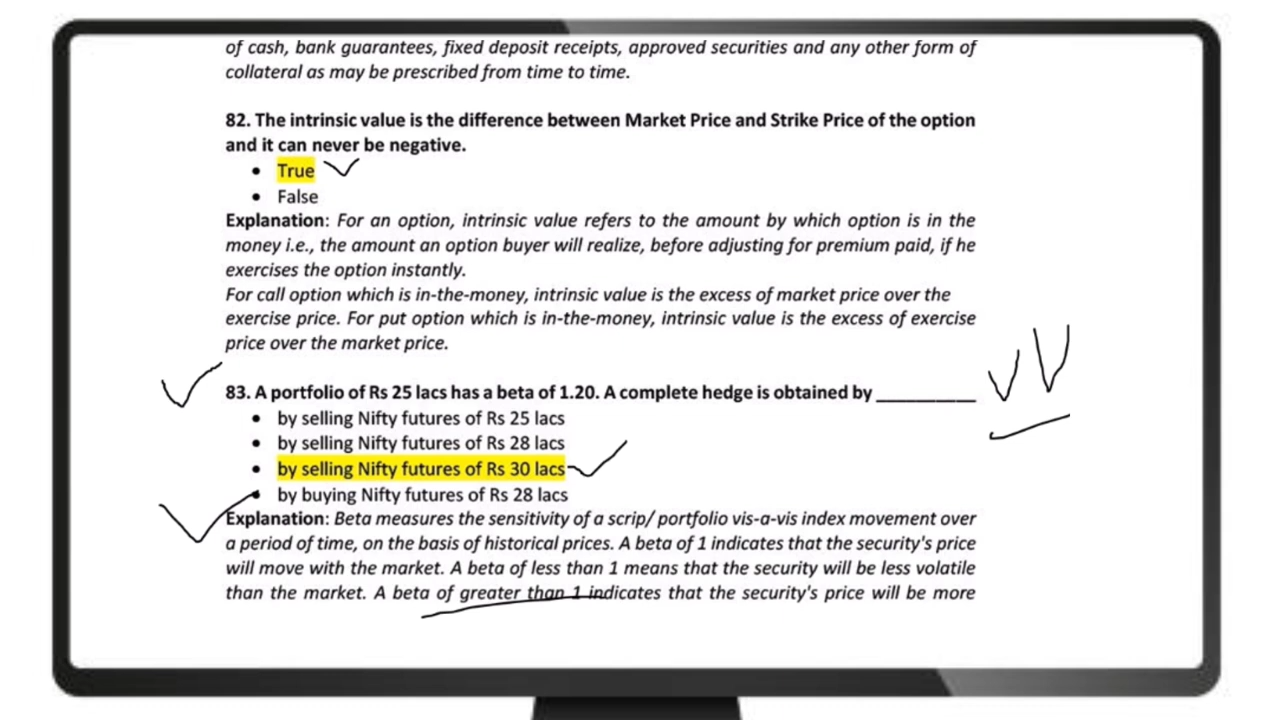 of cash, bank guarantees, fixed deposit receipts, approved securities and any other form of
collateral as may be prescribed from time to time.
82. The intrinsic value is the difference between Market Price and Strike Price of the option
and it can never be negative.
• True
• False
Explanation: For an option, intrinsic value refers to the amount by which option is in the
money i.e., the amount an option buyer will realize, before adjusting for premium paid, if he
exercises the option instantly.
For call option which is in-the-money, intrinsic value is the excess of market price over the
exercise price. For put option which is in-the-money, intrinsic value is the excess of exercise
price over the market price.
83. A portfolio of Rs 25 lacs has a beta of 1.20. A complete hedge is obtained by __________
• by selling Nifty futures of Rs 25 lacs
• by selling Nifty futures of Rs 28 lacs
• by selling Nifty futures of Rs 30 lacs
• by buying Nifty futures of Rs 28 lacs
Explanation: Beta measures the sensitivity of a scrip/ portfolio vis-a-vis index movement over
a period of time, on the basis of historical prices. A beta of 1 indicates that the security's price
will move with the market. A beta of less than 1 means that the security will be less volatile
than the market. A beta of greater than 1 indicates that the security's price will be more